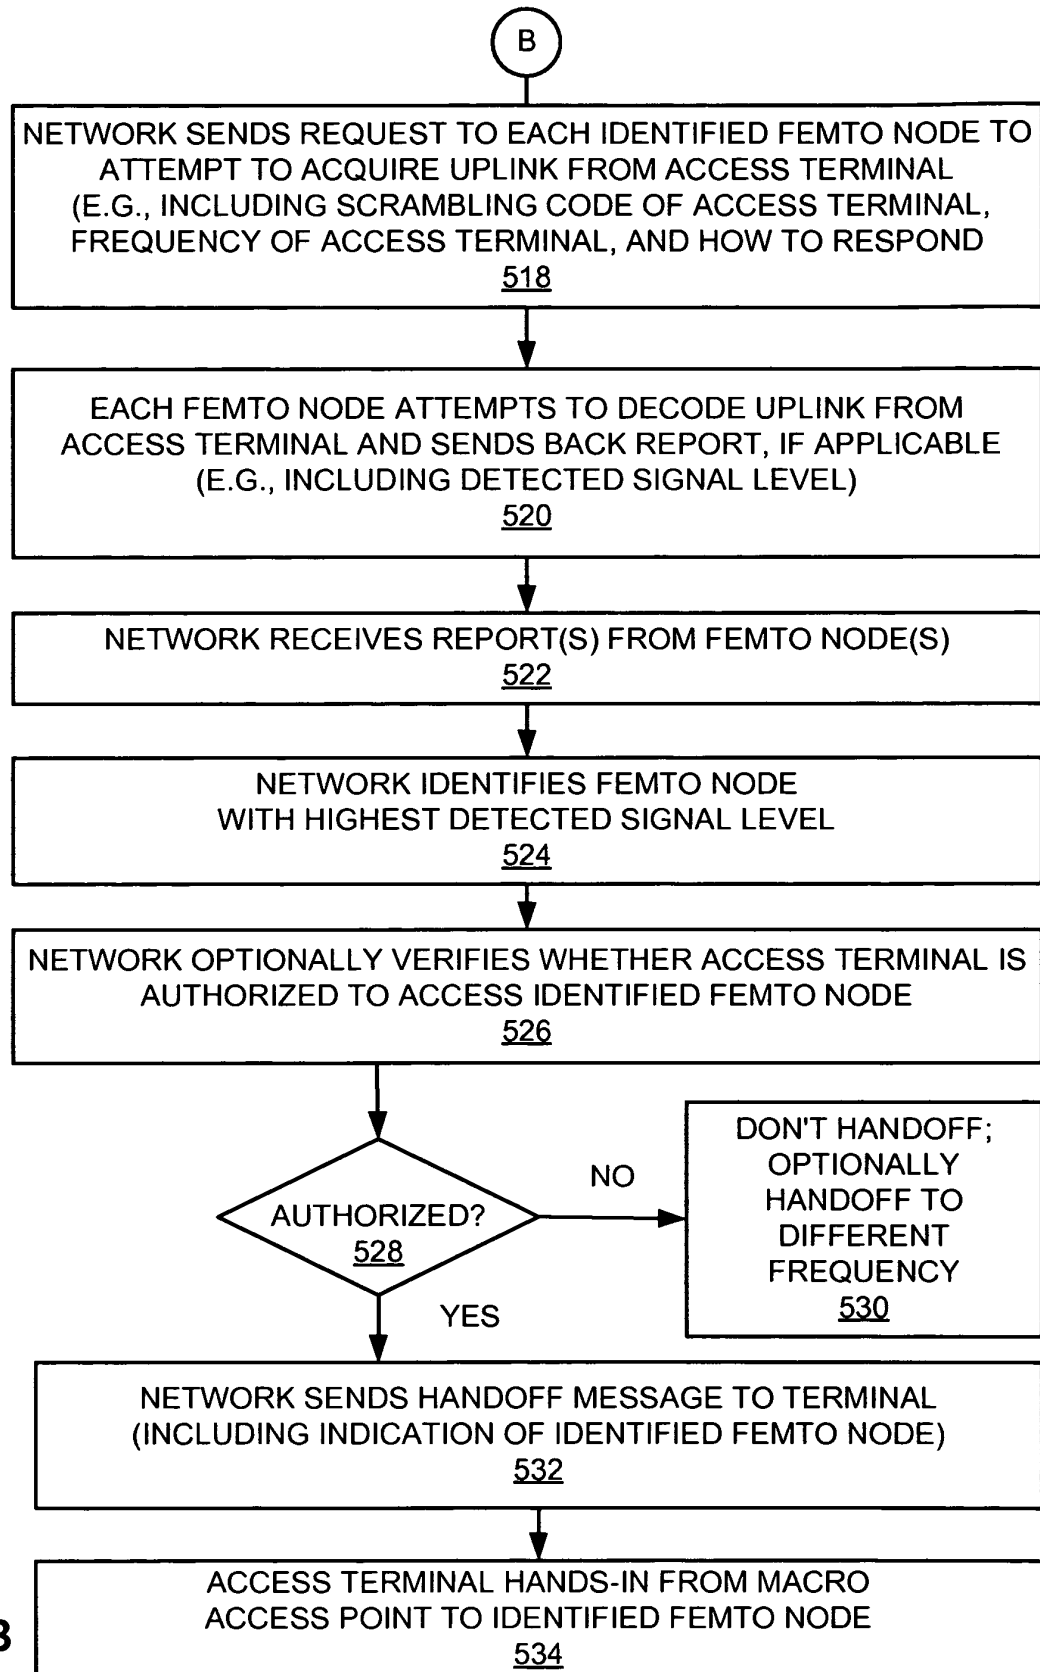 B
NETWORK SENDS REQUEST TO EACH IDENTIFIED FEMTO NODE TO
ATTEMPT TO ACQUIRE UPLINK FROM ACCESS TERMINAL
(E.G., INCLUDING SCRAMBLING CODE OF ACCESS TERMINAL,
FREQUENCY OF ACCESS TERMINAL, AND HOW TO RESPOND
518
EACH FEMTO NODE ATTEMPTS TO DECODE UPLINK FROM
ACCESS TERMINAL AND SENDS BACK REPORT, IF APPLICABLE
(E.G., INCLUDING DETECTED SIGNAL LEVEL)
520
NETWORK RECEIVES REPORT(S) FROM FEMTO NODE(S)
522
NETWORK IDENTIFIES FEMTO NODE
WITH HIGHEST DETECTED SIGNAL LEVEL
524
NETWORK OPTIONALLY VERIFIES WHETHER ACCESS TERMINAL IS
AUTHORIZED TO ACCESS IDENTIFIED FEMTO NODE
526
AUTHORIZED?
528
NO
DON'T HANDOFF;
OPTIONALLY
HANDOFF TO
DIFFERENT
FREQUENCY
530
YES
NETWORK SENDS HANDOFF MESSAGE TO TERMINAL
(INCLUDING INDICATION OF IDENTIFIED FEMTO NODE)
532
ACCESS TERMINAL HANDS-IN FROM MACRO
ACCESS POINT TO IDENTIFIED FEMTO NODE
534